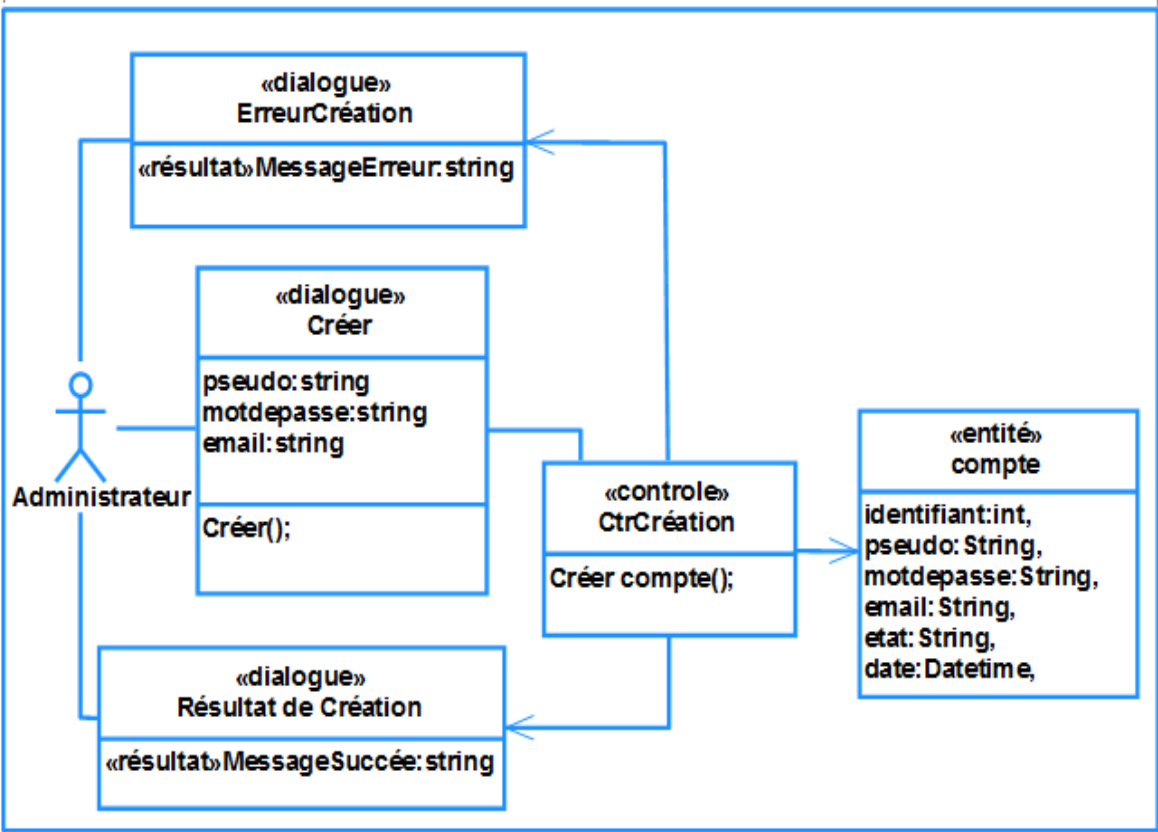 «dialogue»
ErreurCréation
«résultat»MessageErreur:string
«dialogue»
Créer
pseudo:string
motdepasse:string
email:string
Créer();
Administrateur
«controle»
CtrCréation
Créer compte();
«entité»
compte
identifiant:int,
pseudo:String,
motdepasse:String,
email:String,
etat:String,
date:Datetime,
«dialogue»
Résultat de Création
«résultat»MessageSuccée:string